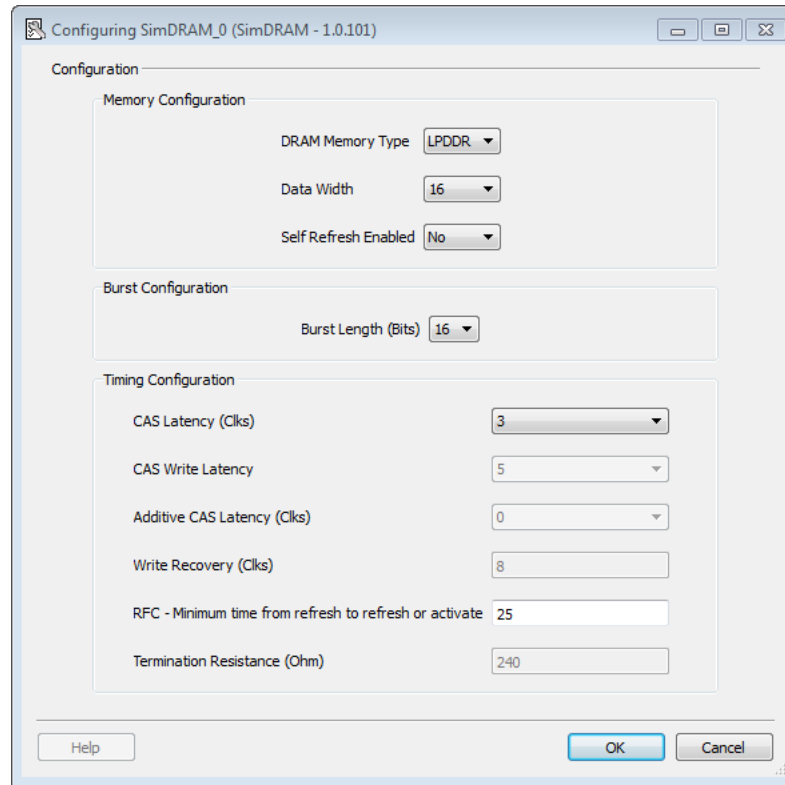 Configuring SimDRAM_0 (SimDRAM - 1.0.101)
Configuration
Memory Configuration
DRAM Memory Type LPDDR
Data Width 16
Self Refresh Enabled No
Burst Configuration
Burst Length (Bits) 16
Timing Configuration
CAS Latency (Clks) 3
CAS Write Latency 5
Additive CAS Latency (Clks) 0
Write Recovery (Clks) 8
RFC - Minimum time from refresh to refresh or activate 25
Termination Resistance (Ohm) 240
Help OK Cancel